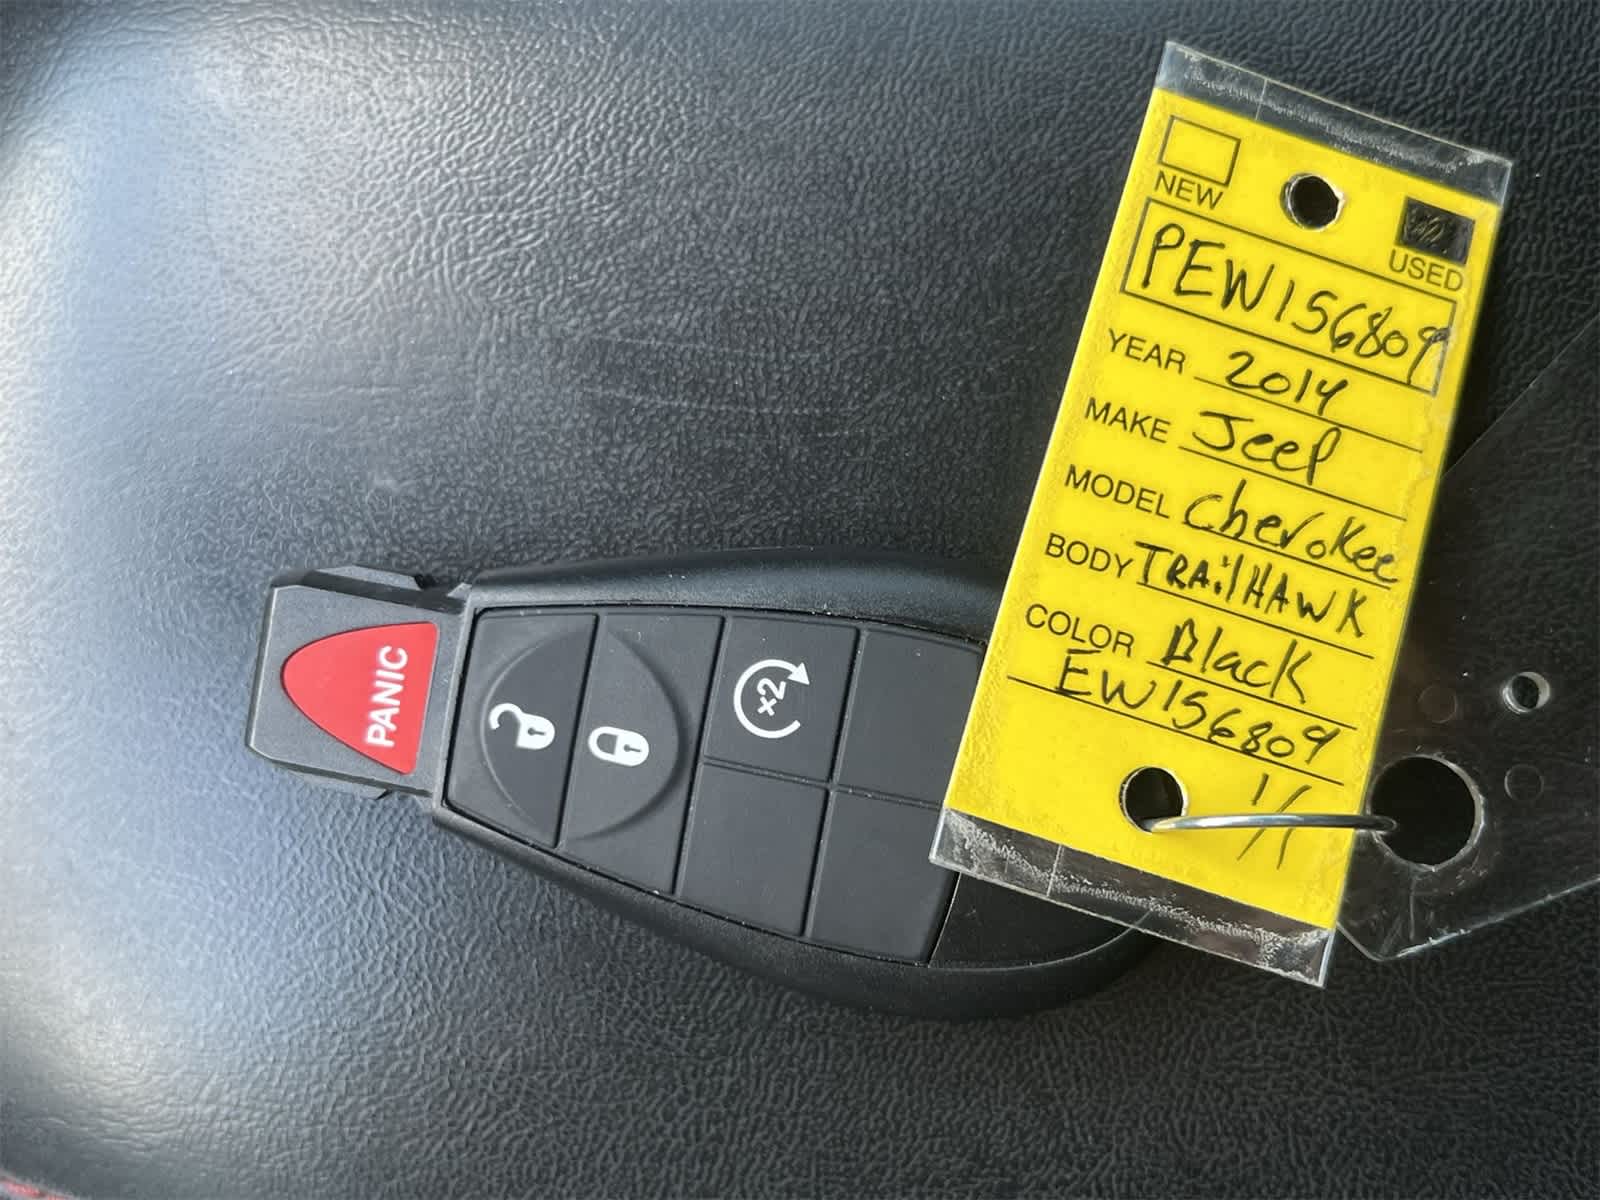 NEW
USED
PEW156809
YEAR 2014
MAKE Jeep
MODEL Cherokee
BODY TRAilHAWK
COLOR Black
EW156809
1/1
PANIC
x2